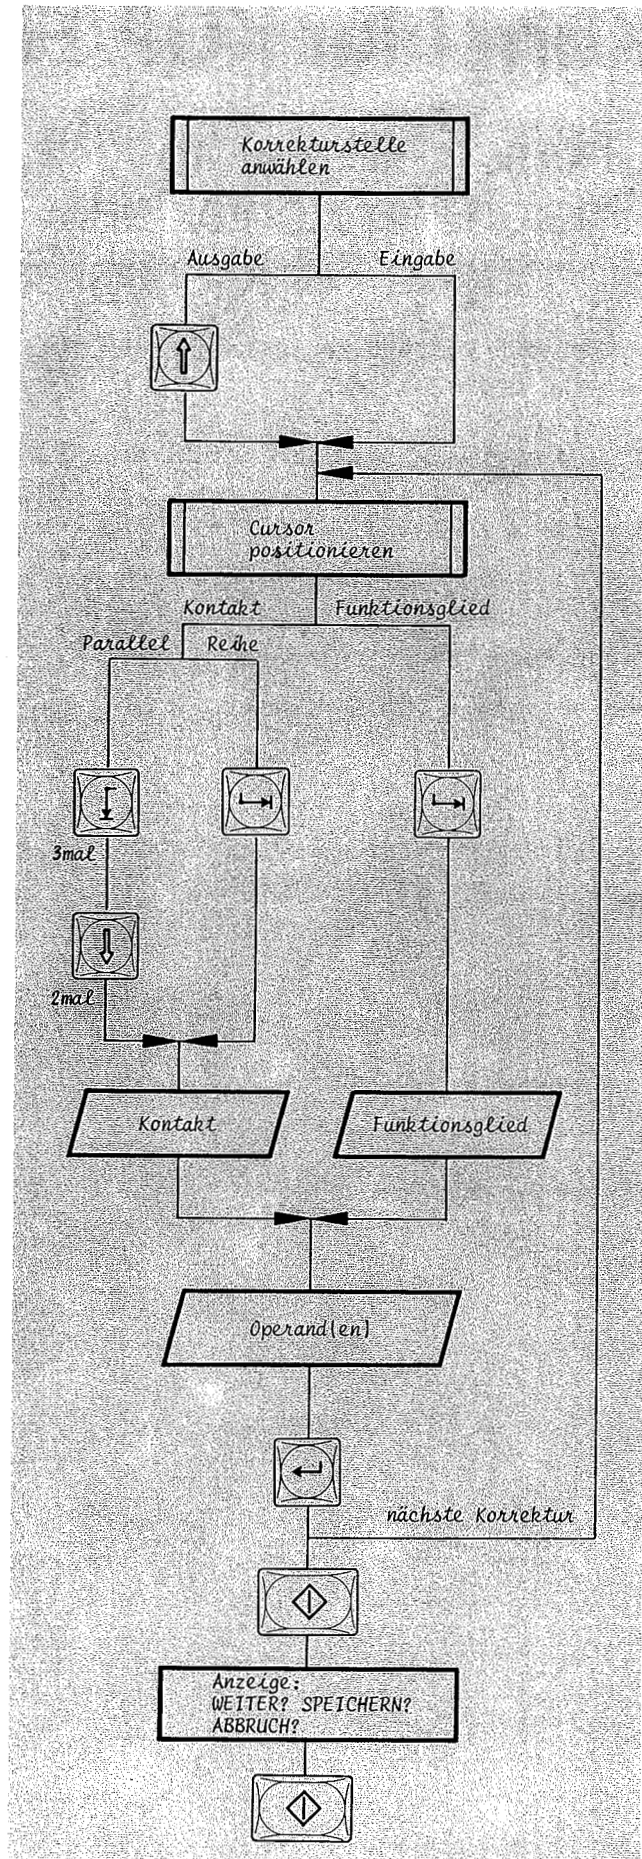 Korrekturstelle
anwählen
Ausgabe
Eingabe
Cursor
positionieren
Kontakt
Funktionsglied
Parallel
Reihe
3mal
2mal
Kontakt
Funktionsglied
Operand(en)
nächste Korrektur
Anzeige:
WEITER? SPEICHERN?
ABBRUCH?